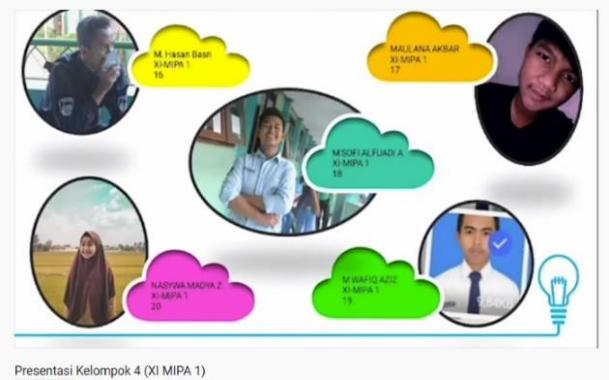 M. Hasan Basri
XI-MIPA 1
16
MAULANA AKBAR
XI-MIPA 1
17
M SOFI ALFUADI A
XI-MIPA 1
18
NASYWA MADYA Z.
XI-MIPA 1
20
M WAFIQ AZIZ
XI-MIPA 1
19
Presentasi Kelompok 4 (XI MIPA 1)